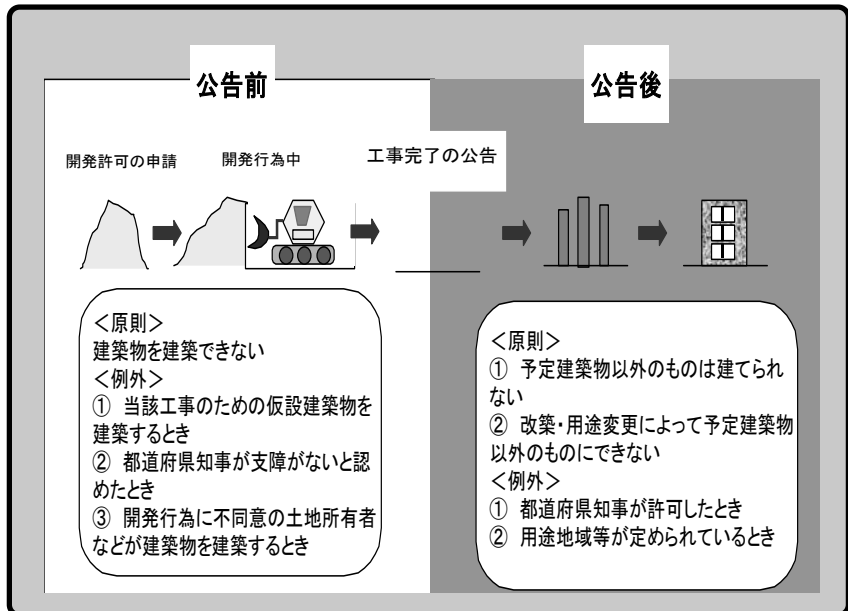 公告前
公告後
開発許可の申請
開発行為中
工事完了の公告
＜原則＞
建築物を建築できない
＜例外＞
① 当該工事のための仮設建築物を
建築するとき
② 都道府県知事が支障がないと認
めたとき
③ 開発行為に不同意の土地所有者
などが建築物を建築するとき
＜原則＞
① 予定建築物以外のものは建てられ
ない
② 改築・用途変更によって予定建築物
以外のものにできない
＜例外＞
① 都道府県知事が許可したとき
② 用途地域等が定められているとき